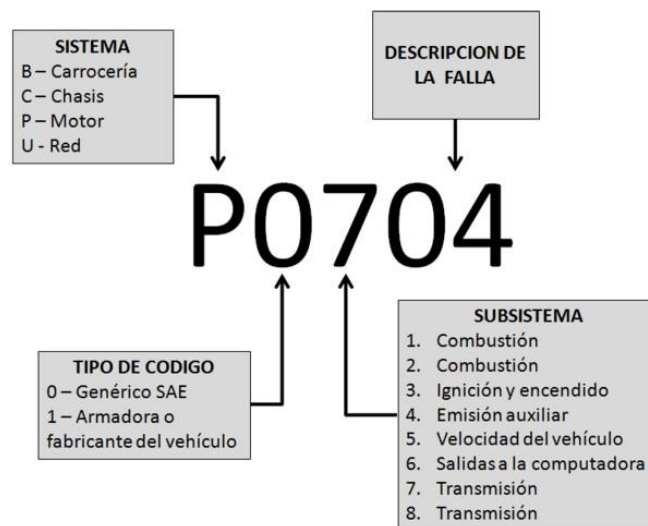 SISTEMA
B – Carrocería
C – Chasis
P – Motor
U - Red
DESCRIPCION DE
LA FALLA
P0704
TIPO DE CODIGO
0 – Genérico SAE
1 – Armadora o
fabricante del vehículo
SUBSISTEMA
1. Combustión
2. Combustión
3. Ignición y encendido
4. Emisión auxiliar
5. Velocidad del vehículo
6. Salidas a la computadora
7. Transmisión
8. Transmisión